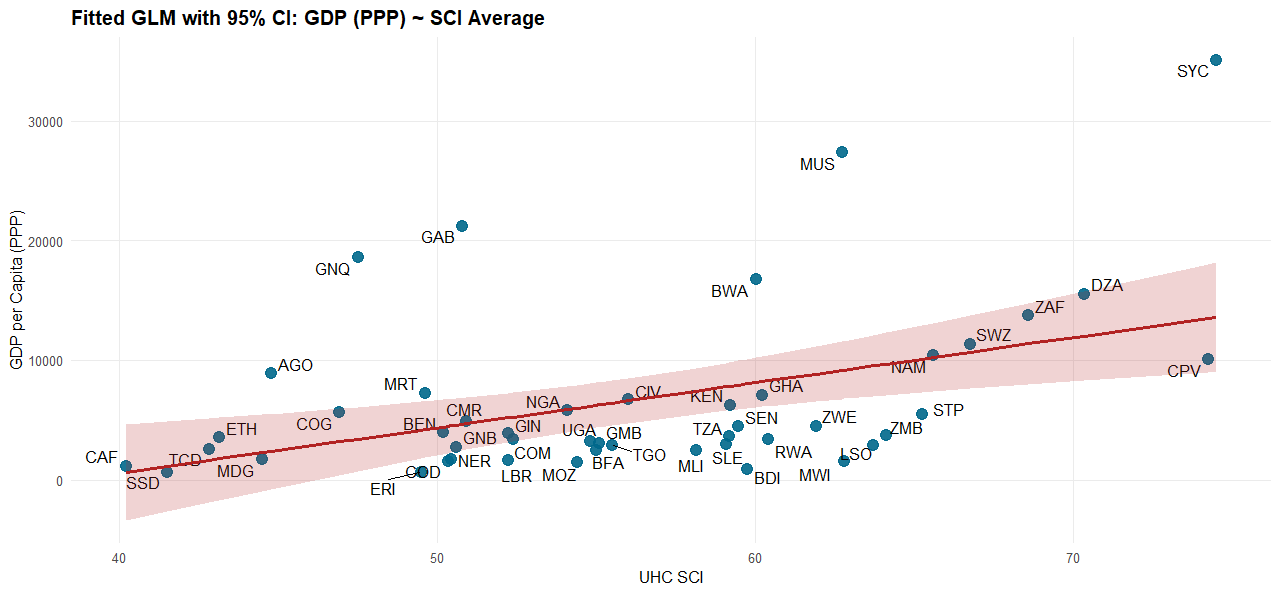 Fitted GLM with 95% CI: GDP (PPP) ~ SCI Average
GDP per Capita (PPP)
30000
20000
10000
0
SYC
MUS
GAB
GNQ
BWA
DZA
ZAF
SWZ
NAM
CPV
AGO
MRT
CIV
GHA
KEN
NGA
CMR
COG
BEN
GIN
ETH
UGA
GMB
SEN
ZWE
STP
TZA
ZMB
GNB
COM
TGO
RWA
LSO
TCD
CAF
MDG
NER
BFA
SLE
MLI
SSD
COD
LBR
MOZ
BDI
MWI
ERI
40
50
60
70
UHC SCI